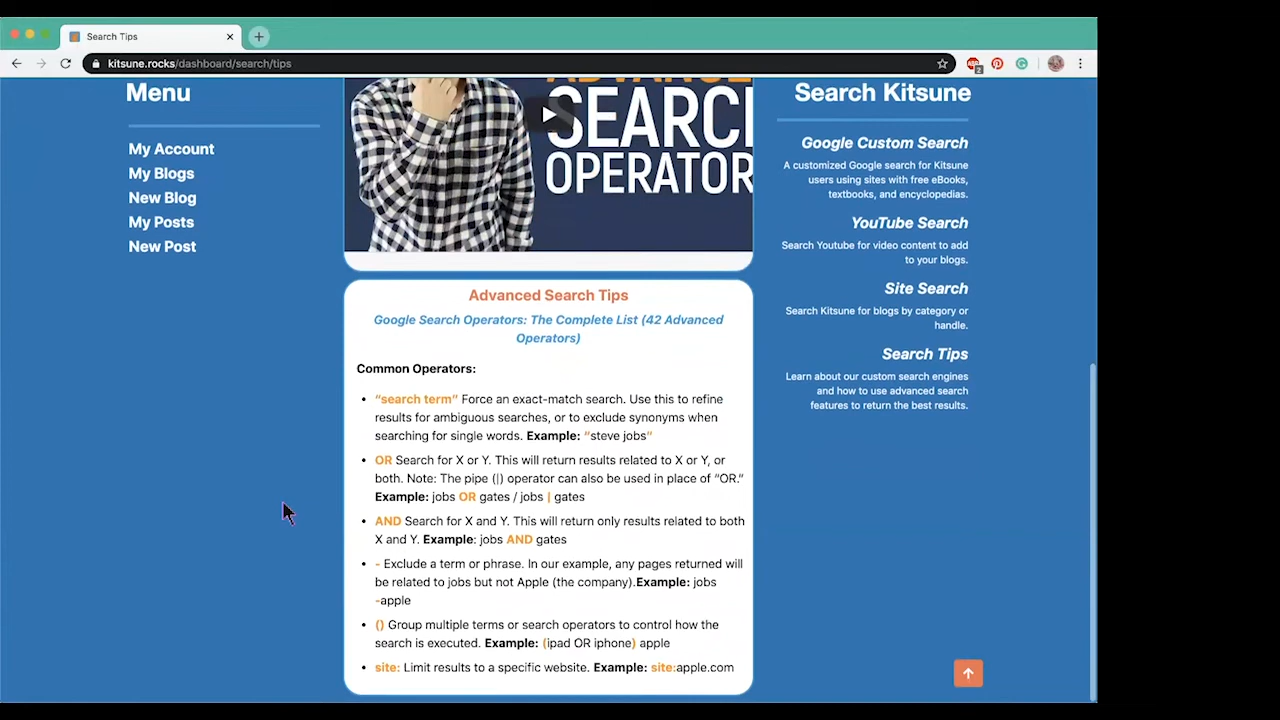 Search Tips
kitsune.rocks/dashboard/search/tips
2
Menu
My Account
My Blogs
New Blog
My Posts
New Post
SEARCH
OPERATOR
Advanced Search Tips
Google Search Operators: The Complete List (42 Advanced
Operators)
Common Operators:
• “search term” Force an exact-match search. Use this to refine
results for ambiguous searches, or to exclude synonyms when
searching for single words. Example: “steve jobs“
• OR Search for X or Y. This will return results related to X or Y, or
both. Note: The pipe (|) operator can also be used in place of “OR.”
Example: jobs OR gates / jobs | gates
• AND Search for X and Y. This will return only results related to both
X and Y. Example: jobs AND gates
• - Exclude a term or phrase. In our example, any pages returned will
be related to jobs but not Apple (the company).Example: jobs
-apple
• () Group multiple terms or search operators to control how the
search is executed. Example: (ipad OR iphone) apple
• site: Limit results to a specific website. Example: site:apple.com
Search Kitsune
Google Custom Search
A customized Google search for Kitsune
users using sites with free eBooks,
textbooks, and encyclopedias.
YouTube Search
Search Youtube for video content to add
to your blogs.
Site Search
Search Kitsune for blogs by category or
handle.
Search Tips
Learn about our custom search engines
and how to use advanced search
features to return the best results.